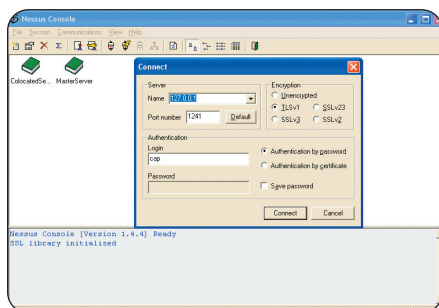 Nessus Console
File Session Communications View Help
ColocatedSe... MasterServer
Connect
Server
Name 127.0.0.1
Port number 1241 Default
Encryption
Unencrypted
TLSv1 SSLv23
SSLv3 SSLv2
Authentication
Login
cap
Password
Authentication by password
Authentication by certificate
Save password
Connect Cancel
Nessus Console [Version 1.4.4] Ready
SSL library initialized